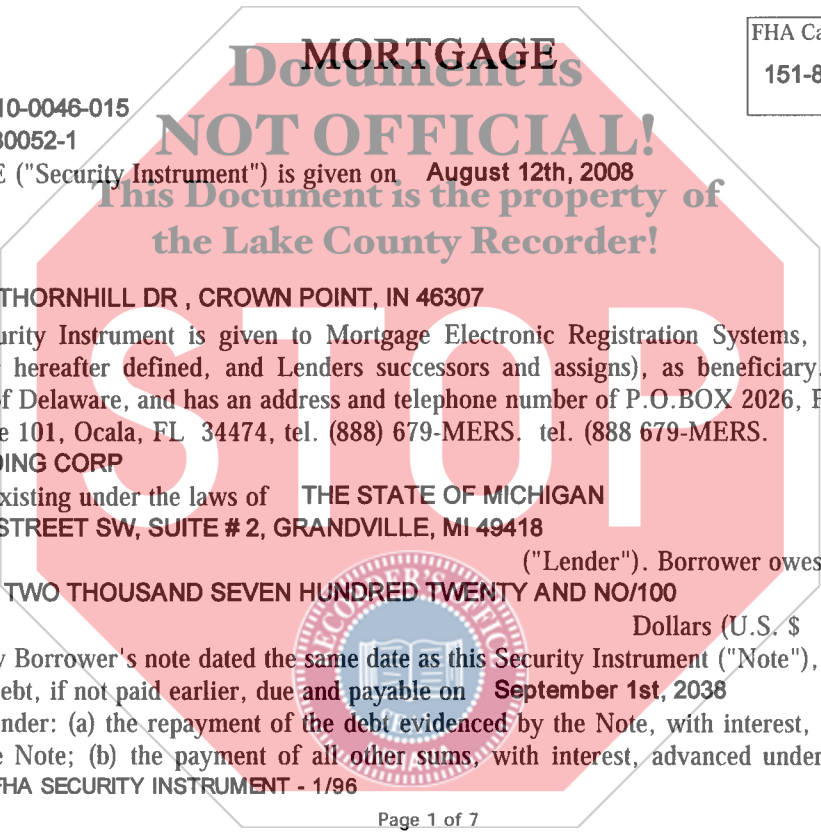 MORTGAGE
FHA Ca
151-8
Document is
NOT OFFICIAL!
This Document is the property of
the Lake County Recorder!
STOP
10-0046-015
30052-1
E ("Security Instrument") is given on August 12th, 2008
THORNHILL DR , CROWN POINT, IN 46307
urity Instrument is given to Mortgage Electronic Registration Systems,
hereafter defined, and Lenders successors and assigns), as beneficiary.
of Delaware, and has an address and telephone number of P.O.BOX 2026, F
e 101, Ocala, FL 34474, tel. (888) 679-MERS. tel. (888 679-MERS.
DING CORP
xisting under the laws of THE STATE OF MICHIGAN
STREET SW, SUITE # 2, GRANDVILLE, MI 49418
("Lender"). Borrower owes
TWO THOUSAND SEVEN HUNDRED TWENTY AND NO/100
Dollars (U.S. $
y Borrower's note dated the same date as this Security Instrument ("Note"),
ebt, if not paid earlier, due and payable on September 1st, 2038
nder: (a) the repayment of the debt evidenced by the Note, with interest,
e Note; (b) the payment of all other sums, with interest, advanced under
FHA SECURITY INSTRUMENT - 1/96
RECORDER OFFICE
Page 1 of 7